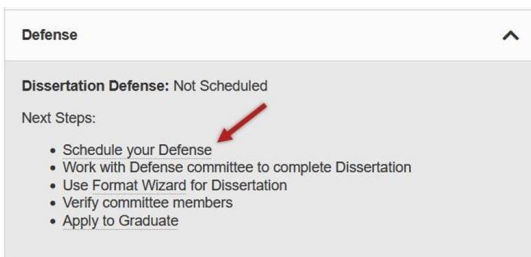 Defense
Dissertation Defense: Not Scheduled
Next Steps:
• Schedule your Defense
• Work with Defense committee to complete Dissertation
• Use Format Wizard for Dissertation
• Verify committee members
• Apply to Graduate